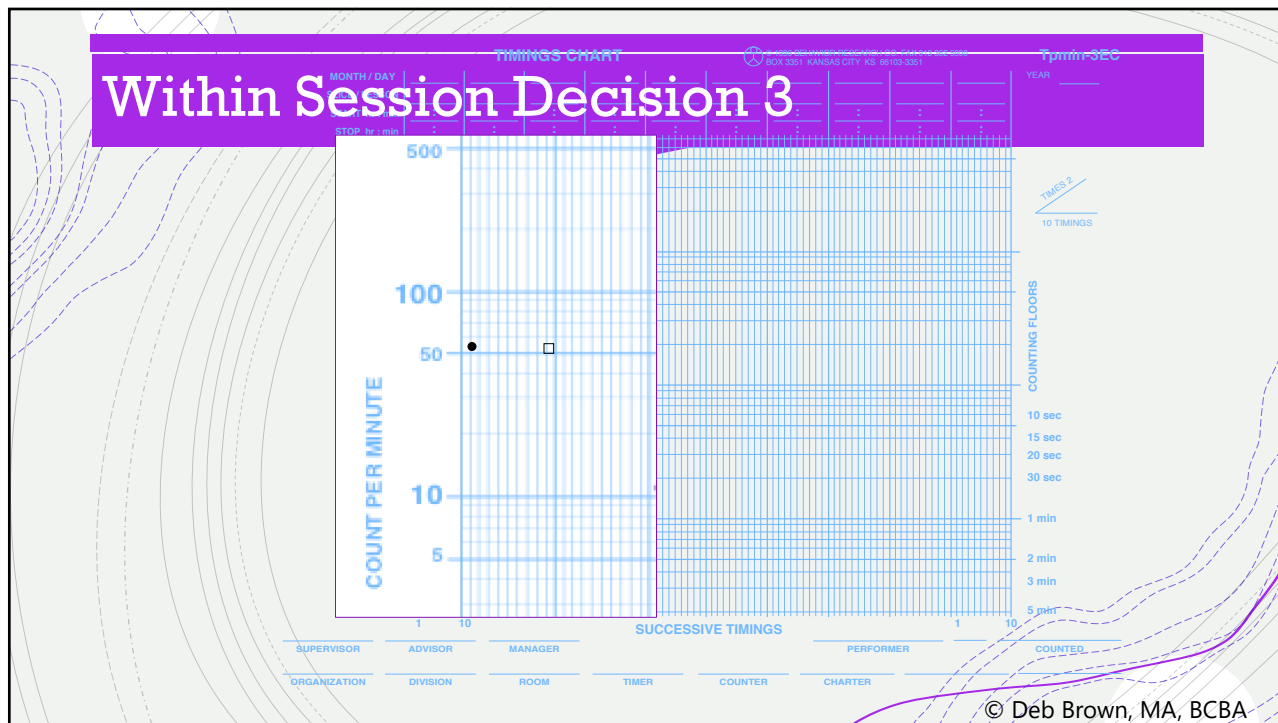 TIMINGS CHART
BOX 3351 KANSAS CITY KS 66103-3351
Tpmin-3EC
MONTH / DAY
YEAR
Within Session Decision 3
STOP hr : min
500
100
50
10
5
COUNT PER MINUTE
TIMES 2
10 TIMINGS
COUNTING FLOORS
10 sec
15 sec
20 sec
30 sec
1 min
2 min
3 min
5 min
1 10 1 10
SUCCESSIVE TIMINGS
SUPERVISOR ADVISOR MANAGER PERFORMER COUNTED
ORGANIZATION DIVISION ROOM TIMER COUNTER CHARTER
© Deb Brown, MA, BCBA